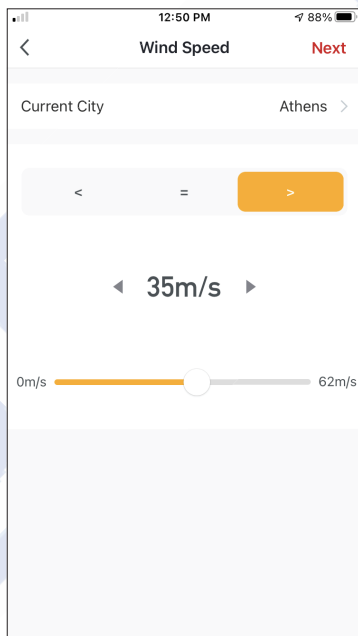 12:50 PM 88%
Wind Speed Next
Current City Athens
< = >
35m/s
0m/s 62m/s